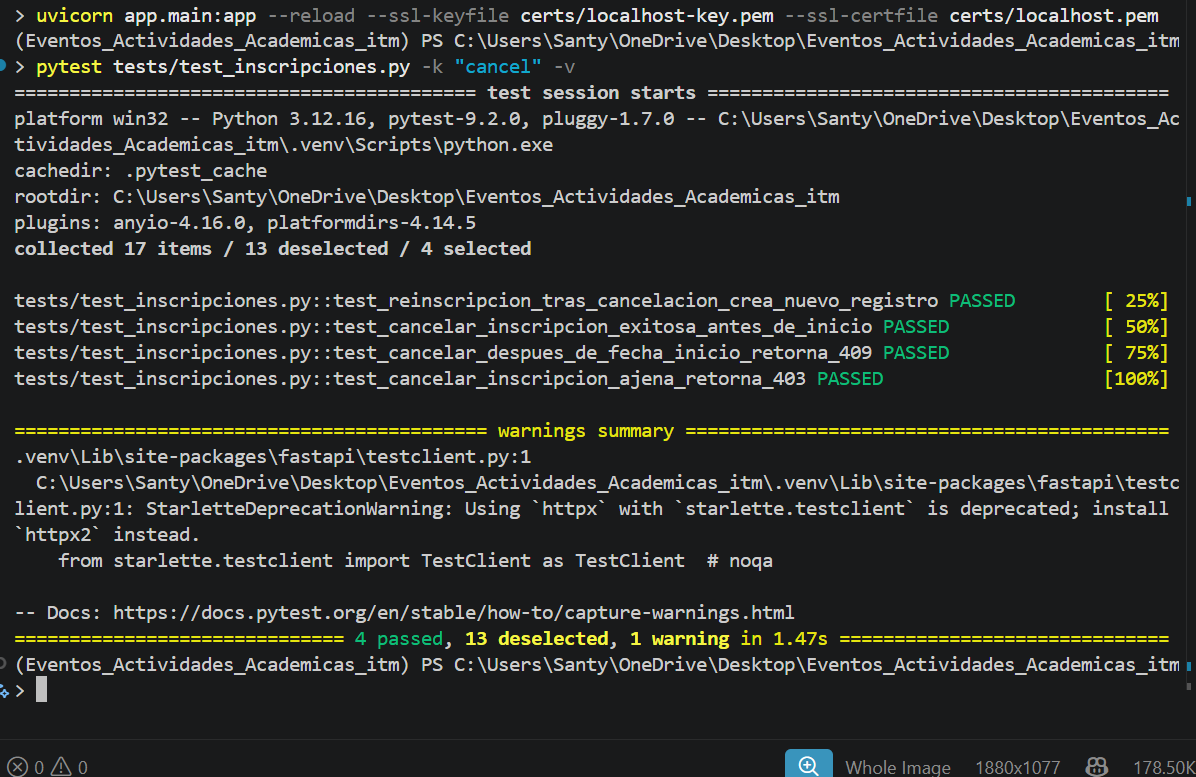 > uvicorn app.main:app --reload --ssl-keyfile certs/localhost-key.pem --ssl-certfile certs/localhost.pem
(Eventos_Actividades_Academicas_itm) PS C:\Users\Santy\OneDrive\Desktop\Eventos_Actividades_Academicas_itm
> pytest tests/test_inscripciones.py -k "cancel" -v
========================================== test session starts ==========================================
platform win32 -- Python 3.12.16, pytest-9.2.0, pluggy-1.7.0 -- C:\Users\Santy\OneDrive\Desktop\Eventos_Ac
tividades_Academicas_itm\.venv\Scripts\python.exe
cachedir: .pytest_cache
rootdir: C:\Users\Santy\OneDrive\Desktop\Eventos_Actividades_Academicas_itm
plugins: anyio-4.16.0, platformdirs-4.14.5
collected 17 items / 13 deselected / 4 selected
tests/test_inscripciones.py::test_reinscripcion_tras_cancelacion_crea_nuevo_registro PASSED [ 25%]
tests/test_inscripciones.py::test_cancelar_inscripcion_exitosa_antes_de_inicio PASSED [ 50%]
tests/test_inscripciones.py::test_cancelar_despues_de_fecha_inicio_retorna_409 PASSED [ 75%]
tests/test_inscripciones.py::test_cancelar_inscripcion_ajena_retorna_403 PASSED [100%]
=========================================== warnings summary ============================================
.venv\Lib\site-packages\fastapi\testclient.py:1
C:\Users\Santy\OneDrive\Desktop\Eventos_Actividades_Academicas_itm\.venv\Lib\site-packages\fastapi\testc
lient.py:1: StarletteDeprecationWarning: Using `httpx` with `starlette.testclient` is deprecated; install
`httpx2` instead.
from starlette.testclient import TestClient as TestClient # noqa
-- Docs: https://docs.pytest.org/en/stable/how-to/capture-warnings.html
============================== 4 passed, 13 deselected, 1 warning in 1.47s ==============================
(Eventos_Actividades_Academicas_itm) PS C:\Users\Santy\OneDrive\Desktop\Eventos_Actividades_Academicas_itm
>
0 0 Whole Image 1880x1077 178.50K